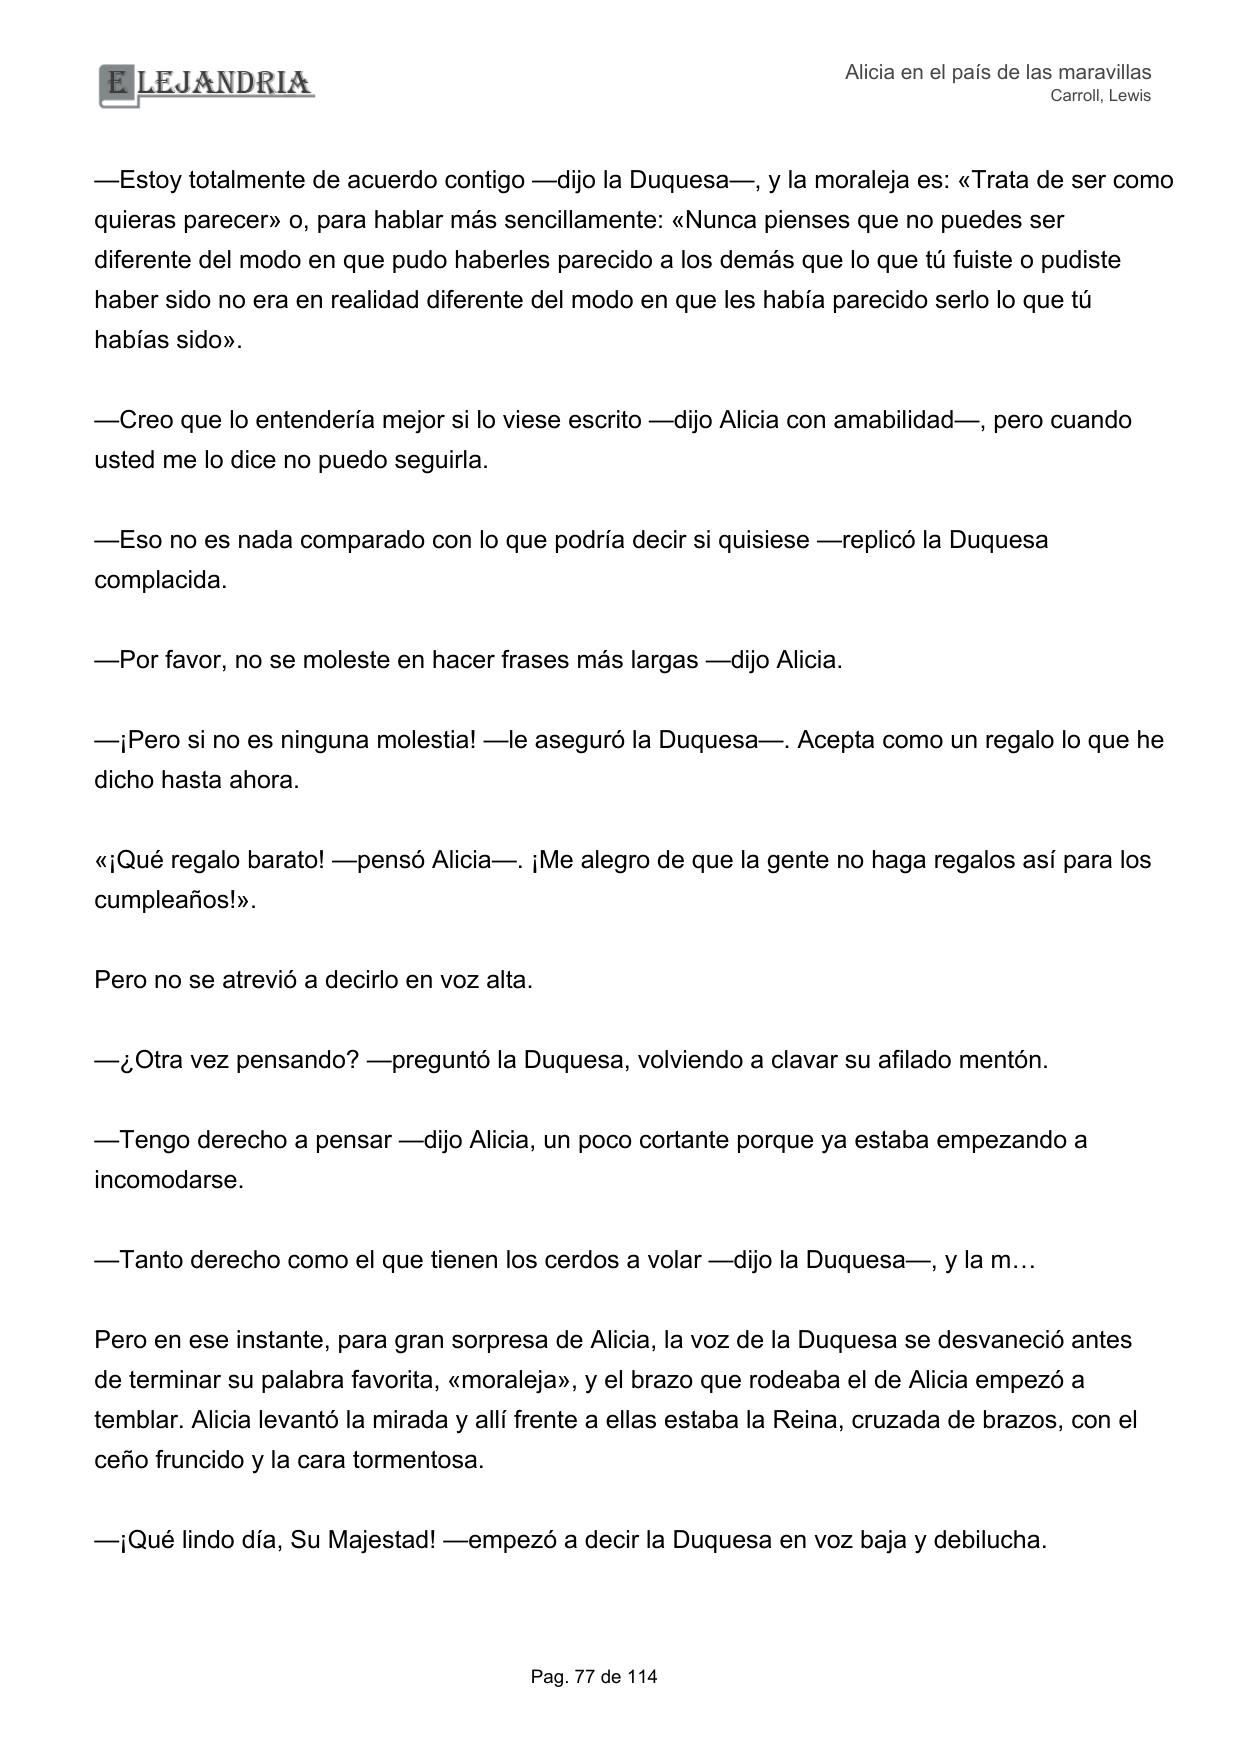 ELEJANDRIA
Alicia en el país de las maravillas
Carroll, Lewis
—Estoy totalmente de acuerdo contigo —dijo la Duquesa—, y la moraleja es: «Trata de ser como
quieras parecer» o, para hablar más sencillamente: «Nunca pienses que no puedes ser
diferente del modo en que pudo haberles parecido a los demás que lo que tú fuiste o pudiste
haber sido no era en realidad diferente del modo en que les había parecido serlo lo que tú
habías sido».
—Creo que lo entendería mejor si lo viese escrito —dijo Alicia con amabilidad—, pero cuando
usted me lo dice no puedo seguirla.
—Eso no es nada comparado con lo que podría decir si quisiese —replicó la Duquesa
complacida.
—Por favor, no se moleste en hacer frases más largas —dijo Alicia.
—¡Pero si no es ninguna molestia! —le aseguró la Duquesa—. Acepta como un regalo lo que he
dicho hasta ahora.
«¡Qué regalo barato! —pensó Alicia—. ¡Me alegro de que la gente no haga regalos así para los
cumpleaños!».
Pero no se atrevió a decirlo en voz alta.
—¿Otra vez pensando? —preguntó la Duquesa, volviendo a clavar su afilado mentón.
—Tengo derecho a pensar —dijo Alicia, un poco cortante porque ya estaba empezando a
incomodarse.
—Tanto derecho como el que tienen los cerdos a volar —dijo la Duquesa—, y la m…
Pero en ese instante, para gran sorpresa de Alicia, la voz de la Duquesa se desvaneció antes
de terminar su palabra favorita, «moraleja», y el brazo que rodeaba el de Alicia empezó a
temblar. Alicia levantó la mirada y allí frente a ellas estaba la Reina, cruzada de brazos, con el
ceño fruncido y la cara tormentosa.
—¡Qué lindo día, Su Majestad! —empezó a decir la Duquesa en voz baja y debilucha.
Pag. 77 de 114